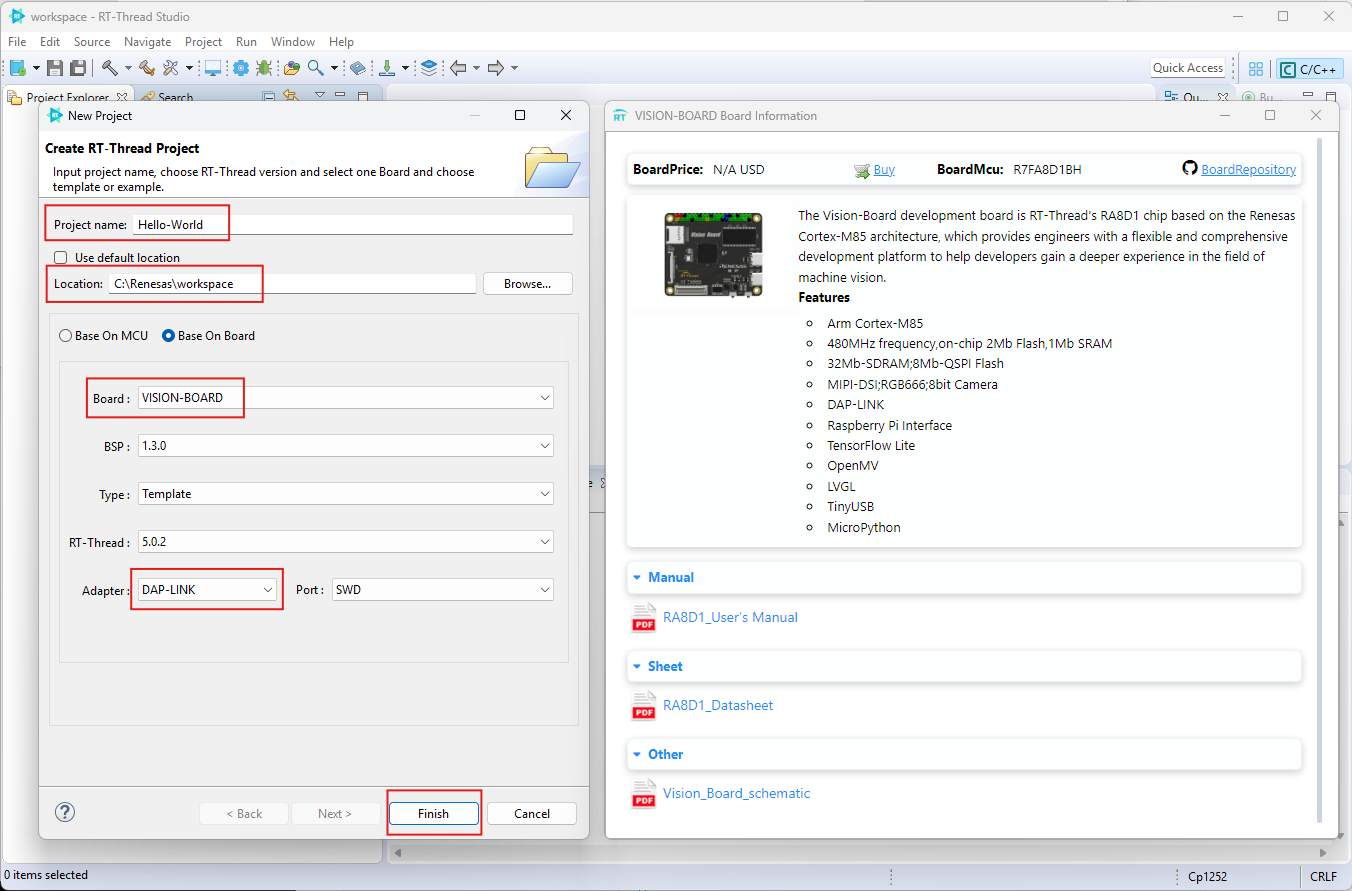 workspace - RT-Thread Studio
File Edit Source Navigate Project Run Window Help
Quick Access
C/C++
Project Explorer
Search
Ou...
Bu...
New Project
Create RT-Thread Project
Input project name, choose RT-Thread version and select one Board and choose
template or example.
Project name: Hello-World
Use default location
Location: C:\Renesas\workspace
Browse...
Base On MCU Base On Board
Board : VISION-BOARD
BSP : 1.3.0
Type : Template
RT-Thread : 5.0.2
Adapter : DAP-LINK Port : SWD
< Back Next > Finish Cancel
RT VISION-BOARD Board Information
BoardPrice: N/A USD Buy BoardMcu: R7FA8D1BH BoardRepository
Vision Board
The Vision-Board development board is RT-Thread's RA8D1 chip based on the Renesas
Cortex-M85 architecture, which provides engineers with a flexible and comprehensive
development platform to help developers gain a deeper experience in the field of
machine vision.
Features
Arm Cortex-M85
480MHz frequency,on-chip 2Mb Flash,1Mb SRAM
32Mb-SDRAM;8Mb-QSPI Flash
MIPI-DSI;RGB666;8bit Camera
DAP-LINK
Raspberry Pi Interface
TensorFlow Lite
OpenMV
LVGL
TinyUSB
MicroPython
Manual
PDF RA8D1_User's Manual
Sheet
PDF RA8D1_Datasheet
Other
PDF Vision_Board_schematic
0 items selected
Cp1252
CRLF